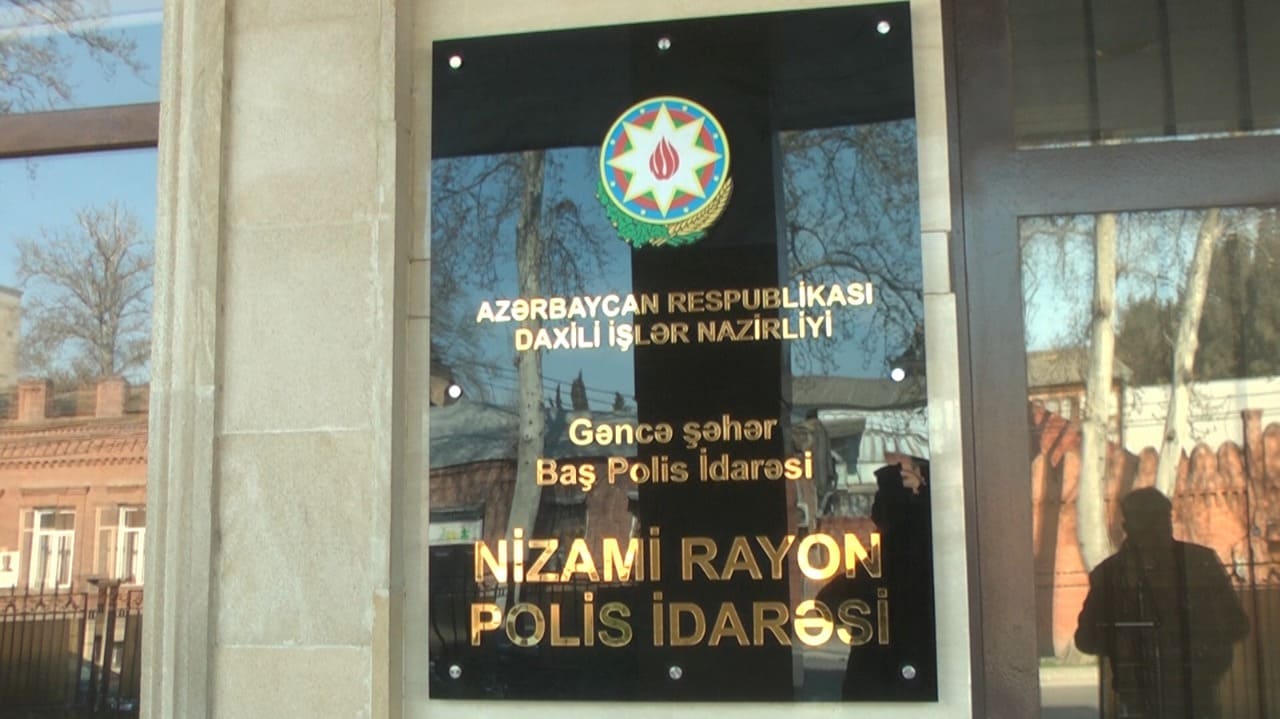 AZƏRBAYCAN RESPUBLİKASI
DAXİLİ İŞLƏR NAZİRLİYİ
Gəncə şəhər
Baş Polis İdarəsi
NİZAMİ RAYON
POLİS İDARƏSİ